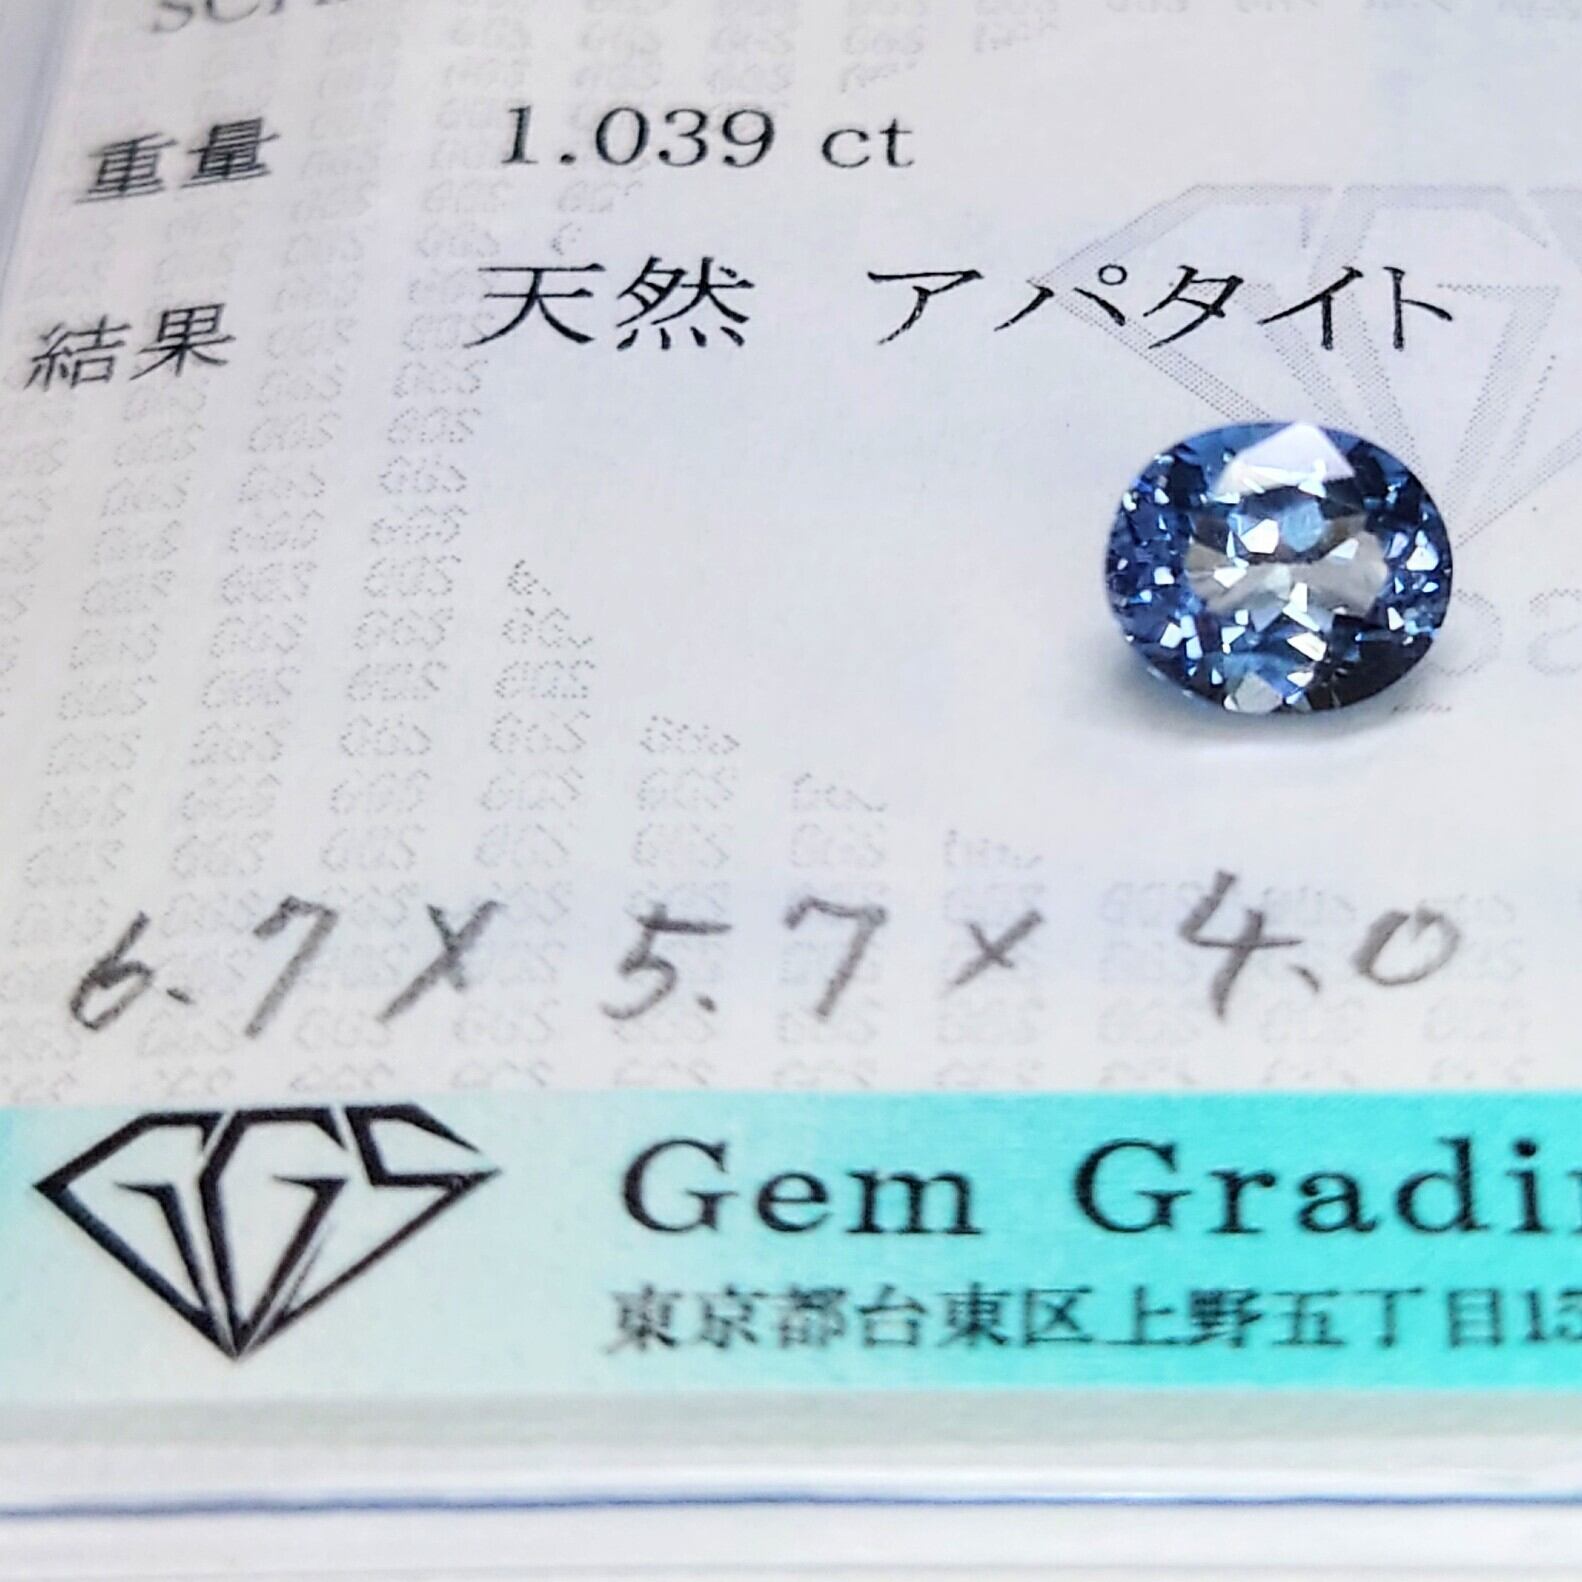 重量 1.039 ct
結果 天然 アパタイト
6.7 x 5.7 x 4.0
GGS Gem
東京都台東区上野五丁目